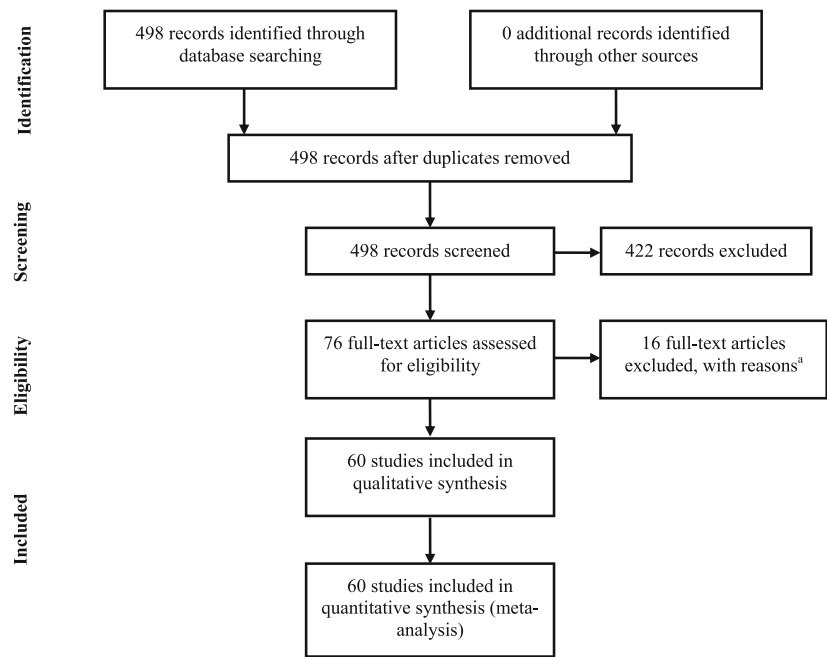 Identification
498 records identified through
database searching
0 additional records identified
through other sources
498 records after duplicates removed
Screening
498 records screened
422 records excluded
Eligibility
76 full-text articles assessed
for eligibility
16 full-text articles
excluded, with reasonsᵃ
Included
60 studies included in
qualitative synthesis
60 studies included in
quantitative synthesis (meta-
analysis)